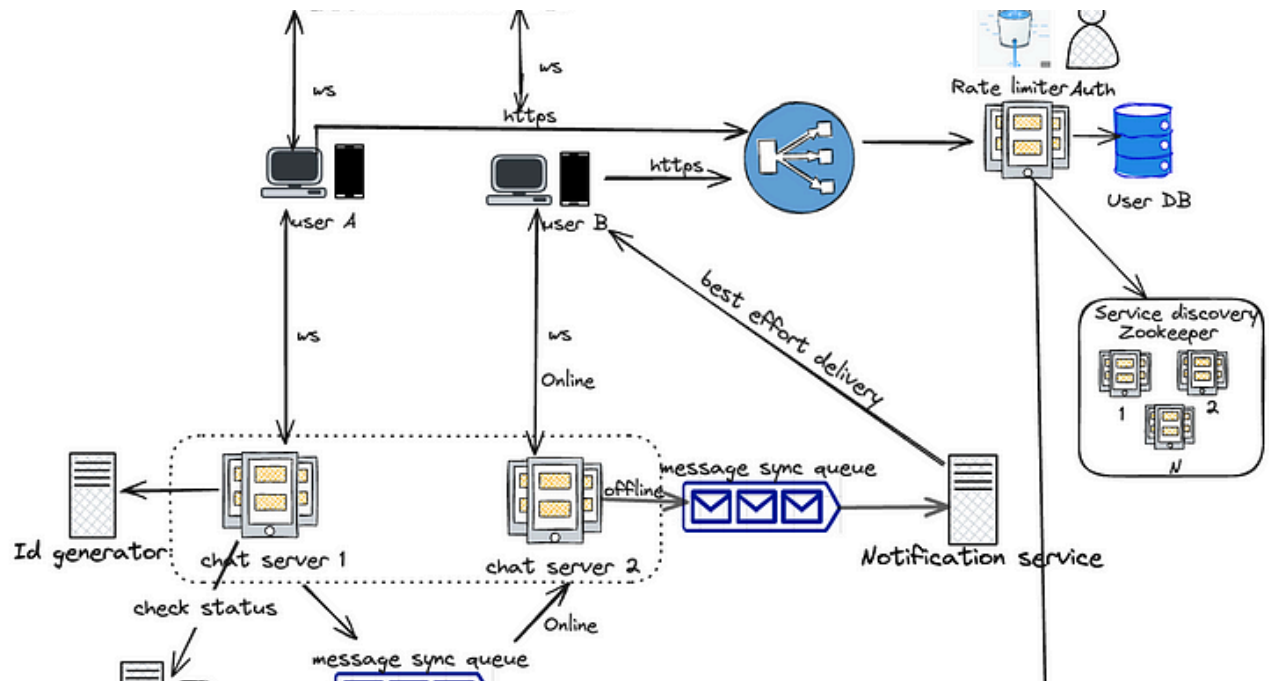 ws
ws
https
Rate limiter
Auth
https
user A
user B
User DB
best effort delivery
Service discovery
Zookeeper
1
2
N
ws
ws
Online
message sync queue
offline
Id generator
chat server 1
chat server 2
Notification service
check status
Online
message sync queue